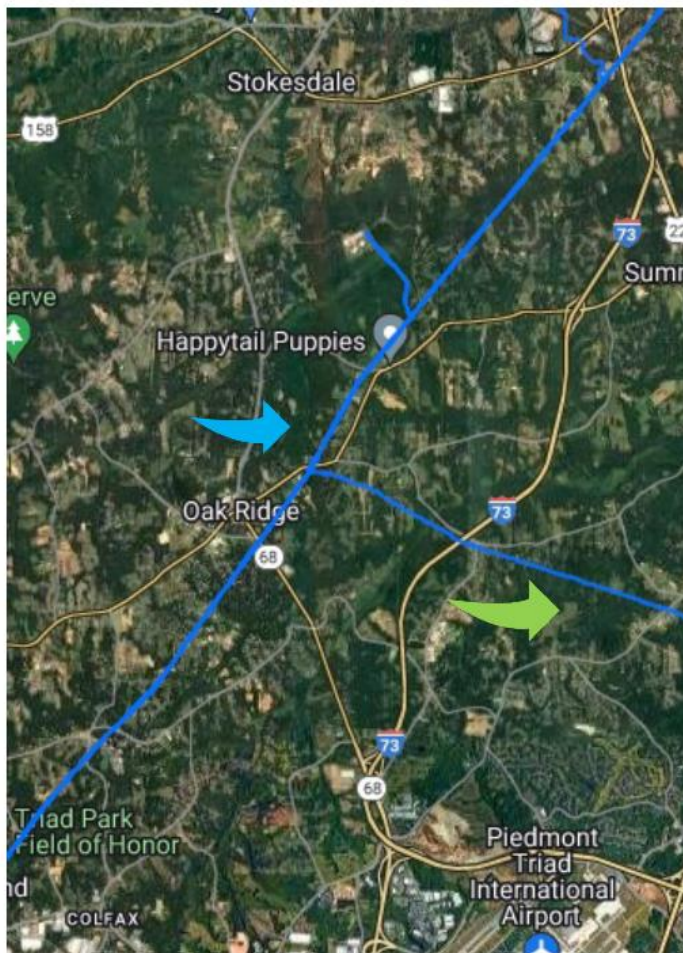 Stokesdale
158
73
22
Summ
erve
Happytail Puppies
73
Oak Ridge
68
73
68
Triad Park
Field of Honor
Piedmont
Triad
International
Airport
nd
COLFAX